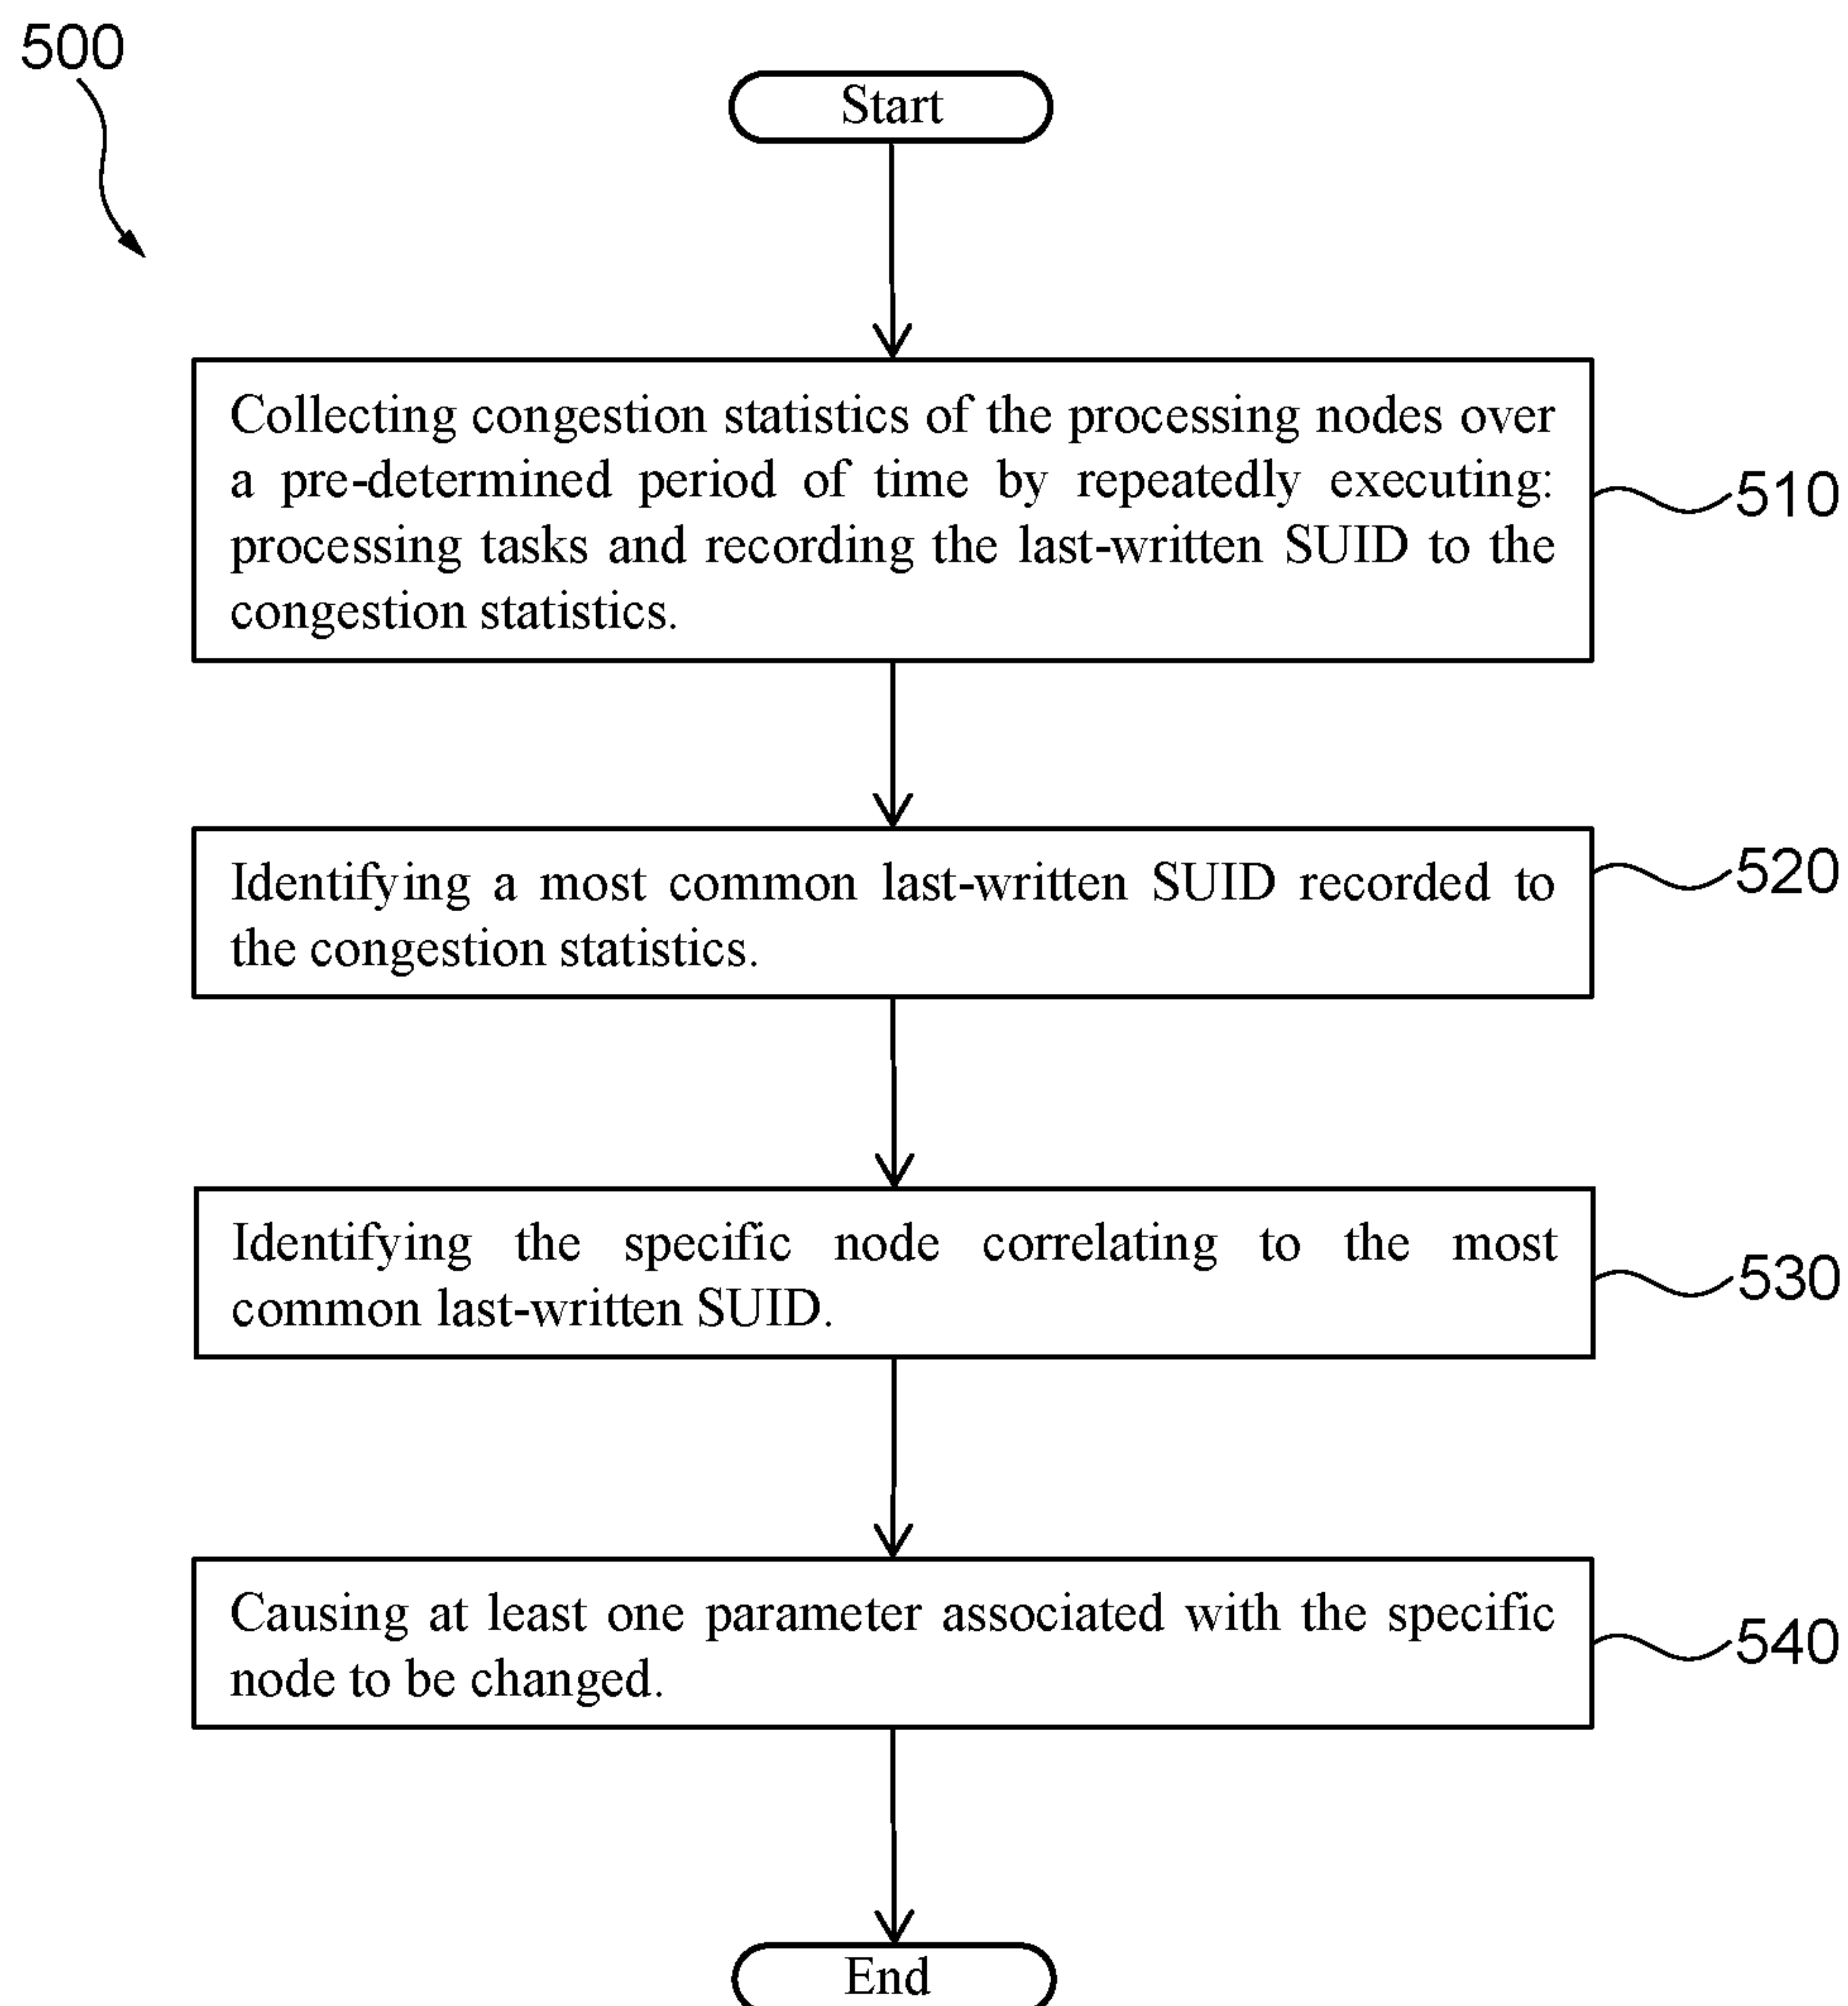 500
Start
Collecting congestion statistics of the processing nodes over
a pre-determined period of time by repeatedly executing:
processing tasks and recording the last-written SUID to the
congestion statistics.
510
Identifying a most common last-written SUID recorded to
the congestion statistics.
520
Identifying the specific node correlating to the most
common last-written SUID.
530
Causing at least one parameter associated with the specific
node to be changed.
540
End